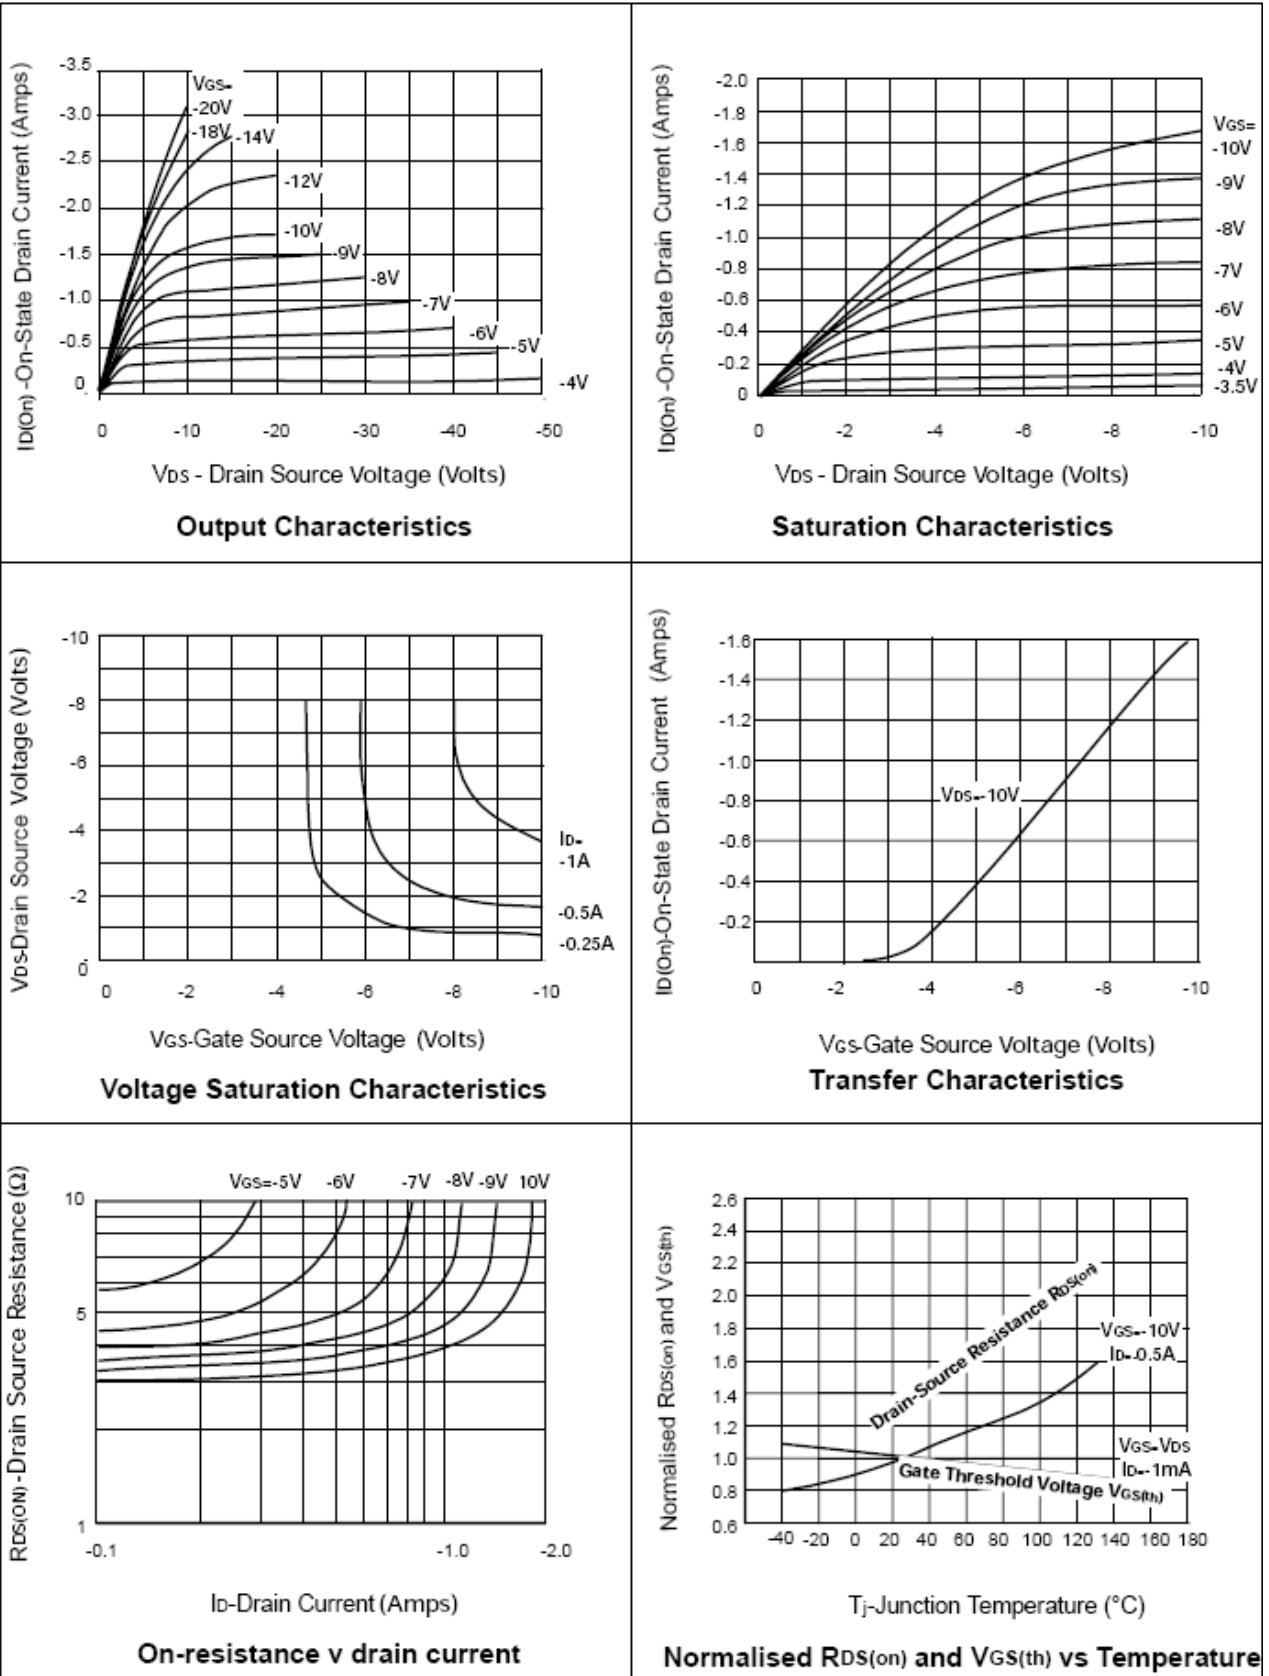 ID(On) -On-State Drain Current (Amps)
-3.5
-3.0
-2.5
-2.0
-1.5
-1.0
-0.5
0
VGS=
-20V
-18V
-14V
-12V
-10V
-9V
-8V
-7V
-6V
-5V
-4V
0 -10 -20 -30 -40 -50
VDS - Drain Source Voltage (Volts)
Output Characteristics
ID(On) -On-State Drain Current (Amps)
-2.0
-1.8
-1.6
-1.4
-1.2
-1.0
-0.8
-0.6
-0.4
-0.2
0
VGS=
-10V
-9V
-8V
-7V
-6V
-5V
-4V
-3.5V
0 -2 -4 -6 -8 -10
VDS - Drain Source Voltage (Volts)
Saturation Characteristics
VDS-Drain Source Voltage (Volts)
-10
-8
-6
-4
-2
0
ID=
-1A
-0.5A
-0.25A
0 -2 -4 -6 -8 -10
VGS-Gate Source Voltage (Volts)
Voltage Saturation Characteristics
ID(On)-On-State Drain Current (Amps)
-1.6
-1.4
-1.2
-1.0
-0.8
-0.6
-0.4
-0.2
VDS=-10V
0 -2 -4 -6 -8 -10
VGS-Gate Source Voltage (Volts)
Transfer Characteristics
RDS(ON) -Drain Source Resistance (Ω)
VGS=-5V -6V -7V -8V -9V 10V
10
5
1
-0.1 -1.0 -2.0
ID-Drain Current (Amps)
On-resistance v drain current
Normalised RDS(on) and VGS(th)
2.6
2.4
2.2
2.0
1.8
1.6
1.4
1.2
1.0
0.8
0.6
Drain-Source Resistance RDS(on)
VGS=-10V
ID=-0.5A
VGS=VDS
ID=-1mA
Gate Threshold Voltage VGS(th)
-40 -20 0 20 40 60 80 100 120 140 160 180
Tj-Junction Temperature (°C)
Normalised RDS(on) and VGS(th) vs Temperature